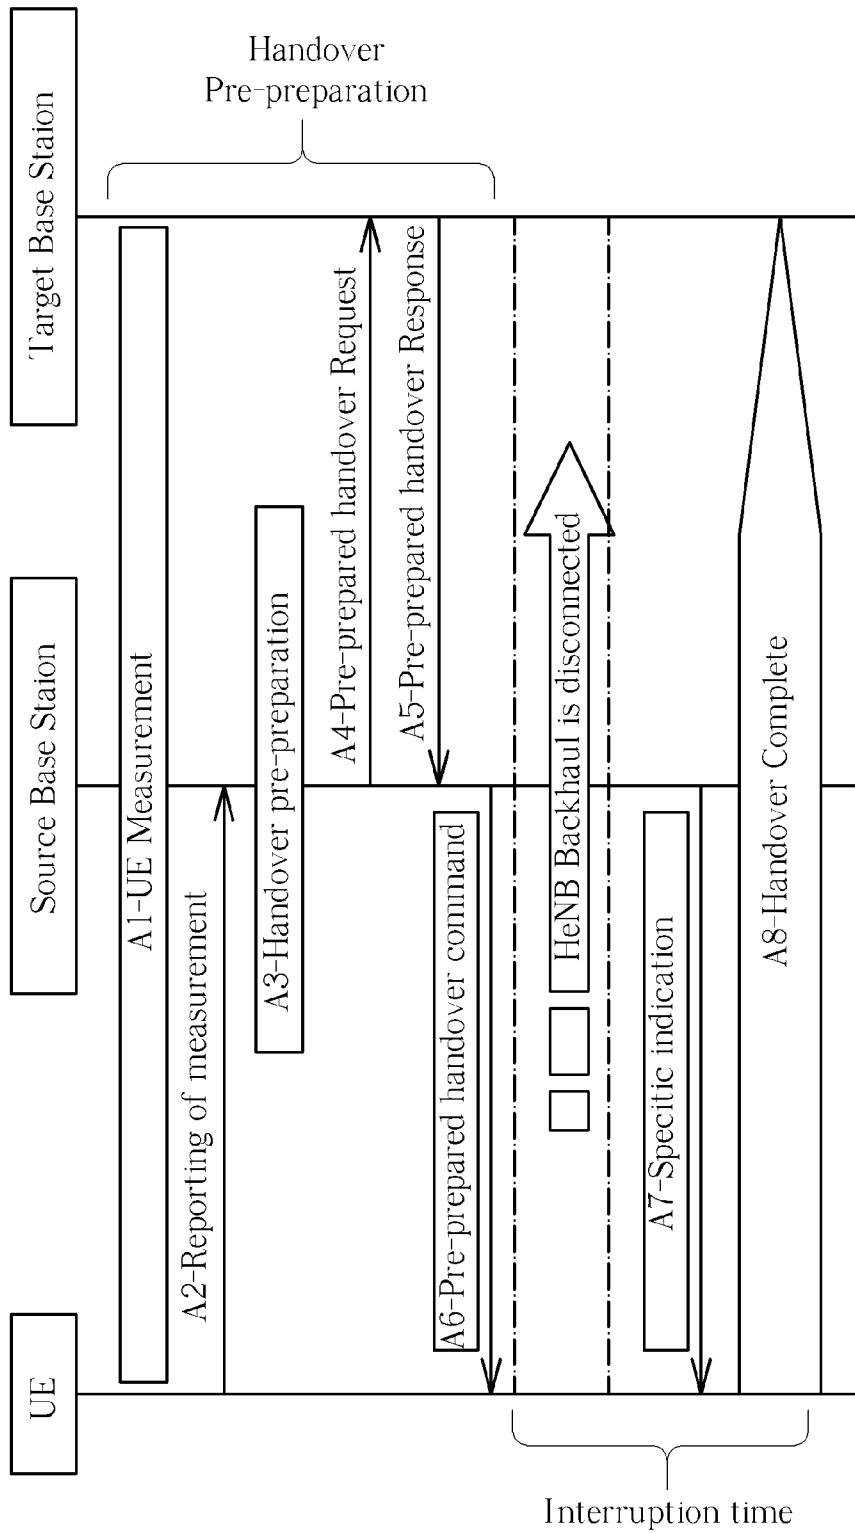 UE
Source Base Staion
Target Base Staion
Handover
Pre-preparation
A1-UE Measurement
A2-Reporting of measurement
A3-Handover pre-preparation
A4-Pre-prepared handover Request
A5-Pre-prepared handover Response
A6-Pre-prepared handover command
HeNB Backhaul is disconnected
A7-Specitic indication
A8-Handover Complete
Interruption time